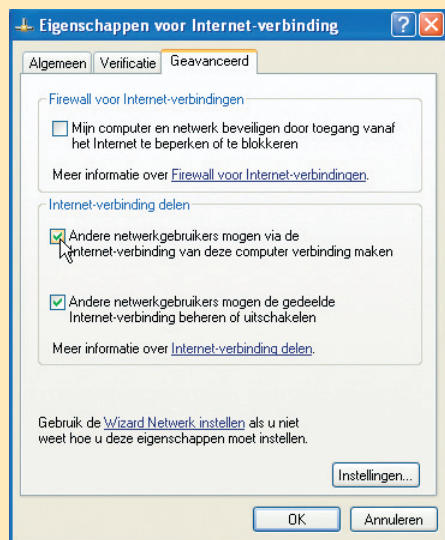 Eigenschappen voor Internet-verbinding
Algemeen Verificatie Geavanceerd
Firewall voor Internet-verbindingen
Mijn computer en netwerk beveiligen door toegang vanaf
het Internet te beperken of te blokkeren
Meer informatie over Firewall voor Internet-verbindingen.
Internet-verbinding delen
Andere netwerkgebruikers mogen via de
Internet-verbinding van deze computer verbinding maken
Andere netwerkgebruikers mogen de gedeelde
Internet-verbinding beheren of uitschakelen
Meer informatie over Internet-verbinding delen.
Gebruik de Wizard Netwerk instellen als u niet
weet hoe u deze eigenschappen moet instellen.
Instellingen...
OK Annuleren